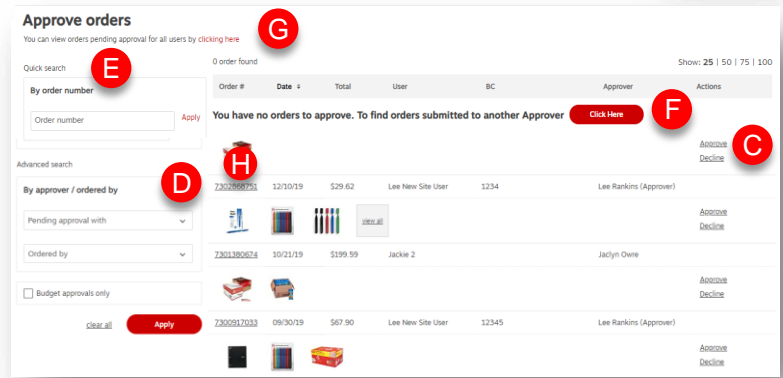 Approve orders
You can view orders pending approval for all users by clicking here
G
E
Quick search
0 order found
Show: 25 | 50 | 75 | 100
By order number
Order #
Date
Total
User
BC
Approver
Actions
Order number
Apply
You have no orders to approve. To find orders submitted to another Approver
Click Here
F
Approve
Decline
C
H
Advanced search
D
By approver / ordered by
7302868751
12/10/19
$29.62
Lee New Site User
1234
Lee Rankins (Approver)
Pending approval with
view all
Approve
Decline
Ordered by
7301380674
10/21/19
$199.59
Jackie 2
Jaclyn Owre
Budget approvals only
Approve
Decline
clear all
Apply
7300917033
09/30/19
$67.90
Lee New Site User
12345
Lee Rankins (Approver)
Approve
Decline